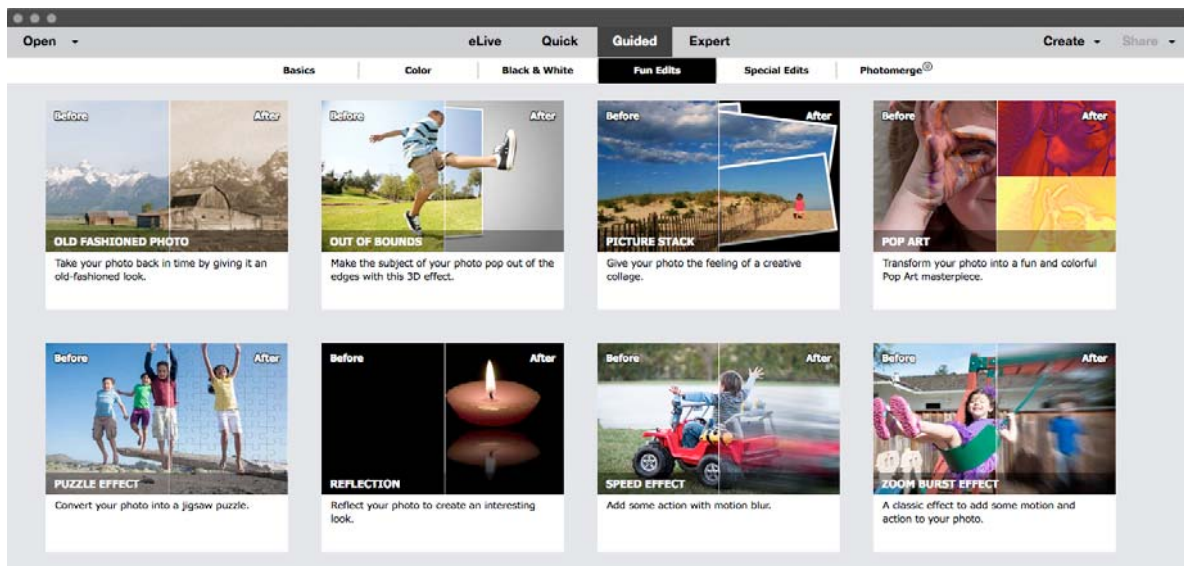 Open
eLive Quick Guided Expert
Create Share
Basics Color Black & White Fun Edits Special Edits Photomerge®
Before After
OLD FASHIONED PHOTO
Take your photo back in time by giving it an
old-fashioned look.
Before After
OUT OF BOUNDS
Make the subject of your photo pop out of the
edges with this 3D effect.
Before After
PICTURE STACK
Give your photo the feeling of a creative
collage.
Before After
POP ART
Transform your photo into a fun and colorful
Pop Art masterpiece.
Before After
PUZZLE EFFECT
Convert your photo into a jigsaw puzzle.
Before After
REFLECTION
Reflect your photo to create an interesting
look.
Before After
SPEED EFFECT
Add some action with motion blur.
Before After
ZOOM BURST EFFECT
A classic effect to add some motion and
action to your photo.